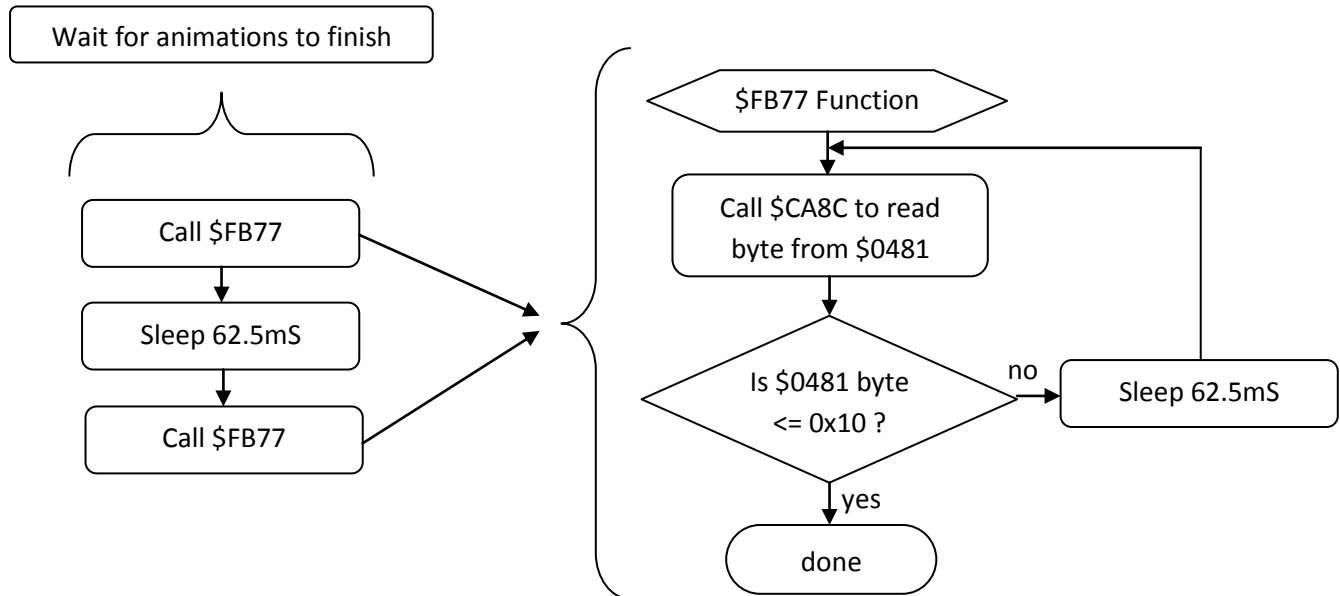 Wait for animations to finish
Call $FB77
Sleep 62.5mS
Call $FB77
$FB77 Function
Call $CA8C to read
byte from $0481
Is $0481 byte
<= 0x10 ?
no
Sleep 62.5mS
yes
done